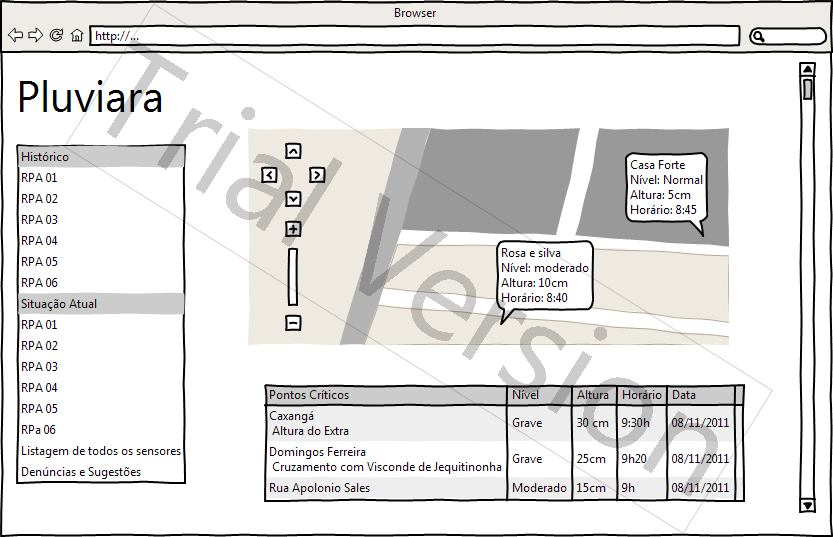 Browser
http://...
Pluviara
Histórico
RPA 01
RPA 02
RPA 03
RPA 04
RPA 05
RPA 06
Situação Atual
RPA 01
RPA 02
RPA 03
RPA 04
RPA 05
RPa 06
Listagem de todos os sensores
Denúncias e Sugestões
Casa Forte
Nível: Normal
Altura: 5cm
Horário: 8:45
Rosa e silva
Nível: moderado
Altura: 10cm
Horário: 8:40
Pontos Críticos Nível Altura Horário Data
Caxangá
Altura do Extra Grave 30 cm 9:30h 08/11/2011
Domingos Ferreira
Cruzamento com Visconde de Jequitinonha Grave 25cm 9h20 08/11/2011
Rua Apolonio Sales Moderado 15cm 9h 08/11/2011
Trial Version